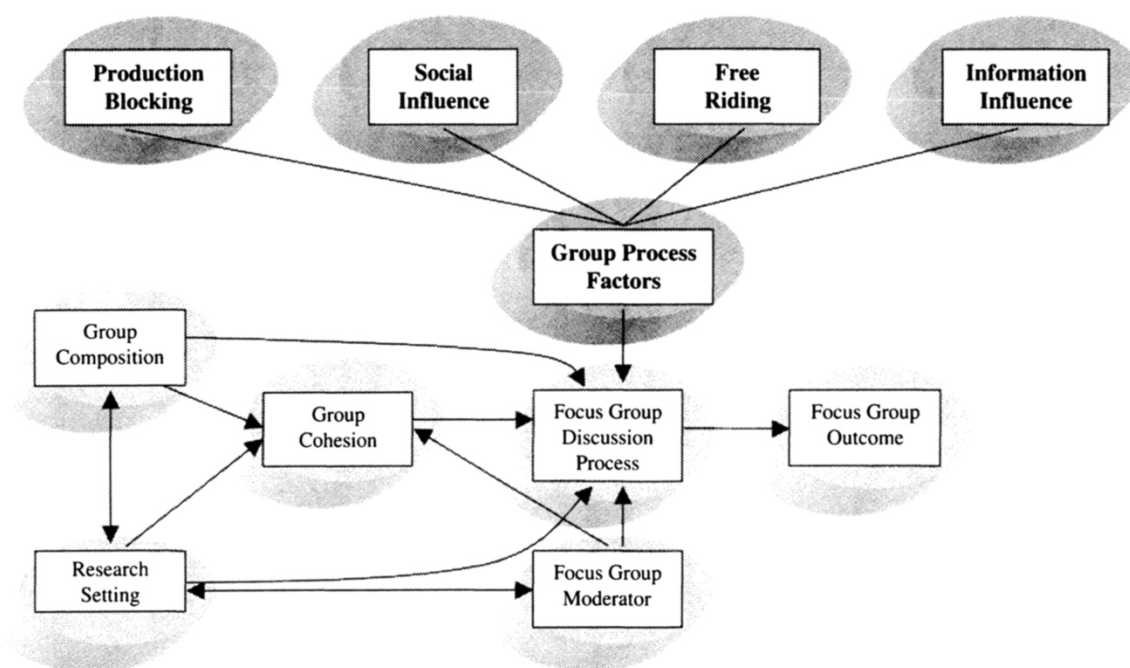 Production
Blocking
Social
Influence
Free
Riding
Information
Influence
Group Process
Factors
Group
Composition
Group
Cohesion
Focus Group
Discussion
Process
Focus Group
Outcome
Research
Setting
Focus Group
Moderator